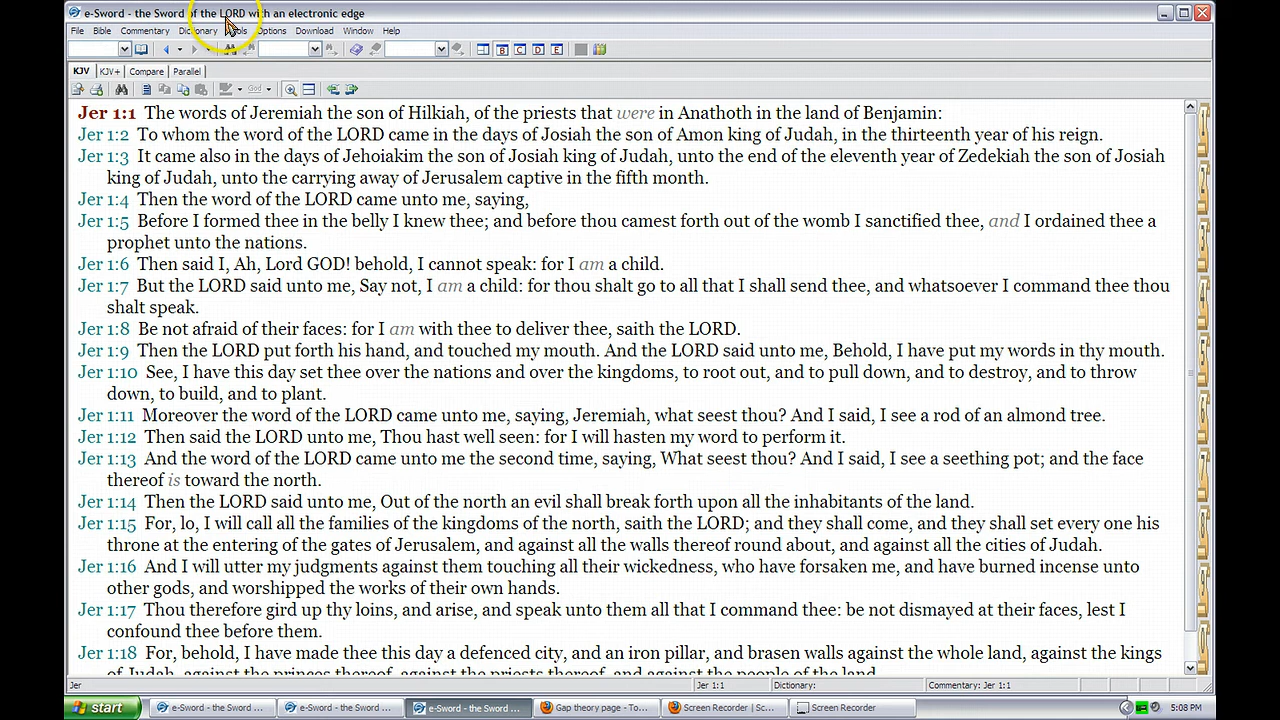 e-Sword - the Sword of the LORD with an electronic edge
File Bible Commentary Dictionary Options Download Window Help
B C D E
KJV KJV+ Compare Parallel
God
Jer 1:1 The words of Jeremiah the son of Hilkiah, of the priests that were in Anathoth in the land of Benjamin:
Jer 1:2 To whom the word of the LORD came in the days of Josiah the son of Amon king of Judah, in the thirteenth year of his reign.
Jer 1:3 It came also in the days of Jehoiakim the son of Josiah king of Judah, unto the end of the eleventh year of Zedekiah the son of Josiah
king of Judah, unto the carrying away of Jerusalem captive in the fifth month.
Jer 1:4 Then the word of the LORD came unto me, saying,
Jer 1:5 Before I formed thee in the belly I knew thee; and before thou camest forth out of the womb I sanctified thee, and I ordained thee a
prophet unto the nations.
Jer 1:6 Then said I, Ah, Lord GOD! behold, I cannot speak: for I am a child.
Jer 1:7 But the LORD said unto me, Say not, I am a child: for thou shalt go to all that I shall send thee, and whatsoever I command thee thou
shalt speak.
Jer 1:8 Be not afraid of their faces: for I am with thee to deliver thee, saith the LORD.
Jer 1:9 Then the LORD put forth his hand, and touched my mouth. And the LORD said unto me, Behold, I have put my words in thy mouth.
Jer 1:10 See, I have this day set thee over the nations and over the kingdoms, to root out, and to pull down, and to destroy, and to throw
down, to build, and to plant.
Jer 1:11 Moreover the word of the LORD came unto me, saying, Jeremiah, what seest thou? And I said, I see a rod of an almond tree.
Jer 1:12 Then said the LORD unto me, Thou hast well seen: for I will hasten my word to perform it.
Jer 1:13 And the word of the LORD came unto me the second time, saying, What seest thou? And I said, I see a seething pot; and the face
thereof is toward the north.
Jer 1:14 Then the LORD said unto me, Out of the north an evil shall break forth upon all the inhabitants of the land.
Jer 1:15 For, lo, I will call all the families of the kingdoms of the north, saith the LORD; and they shall come, and they shall set every one his
throne at the entering of the gates of Jerusalem, and against all the walls thereof round about, and against all the cities of Judah.
Jer 1:16 And I will utter my judgments against them touching all their wickedness, who have forsaken me, and have burned incense unto
other gods, and worshipped the works of their own hands.
Jer 1:17 Thou therefore gird up thy loins, and arise, and speak unto them all that I command thee: be not dismayed at their faces, lest I
confound thee before them.
Jer 1:18 For, behold, I have made thee this day a defenced city, and an iron pillar, and brasen walls against the whole land, against the kings
of Judah, against the princes thereof, against the priests thereof, and against the people of the land.
Jer Jer 1:1 Dictionary: Commentary: Jer 1:1
start e-Sword - the Sword ... e-Sword - the Sword ... e-Sword - the Sword ... Gap theory page - To... Screen Recorder | Sc... Screen Recorder 5:08 PM